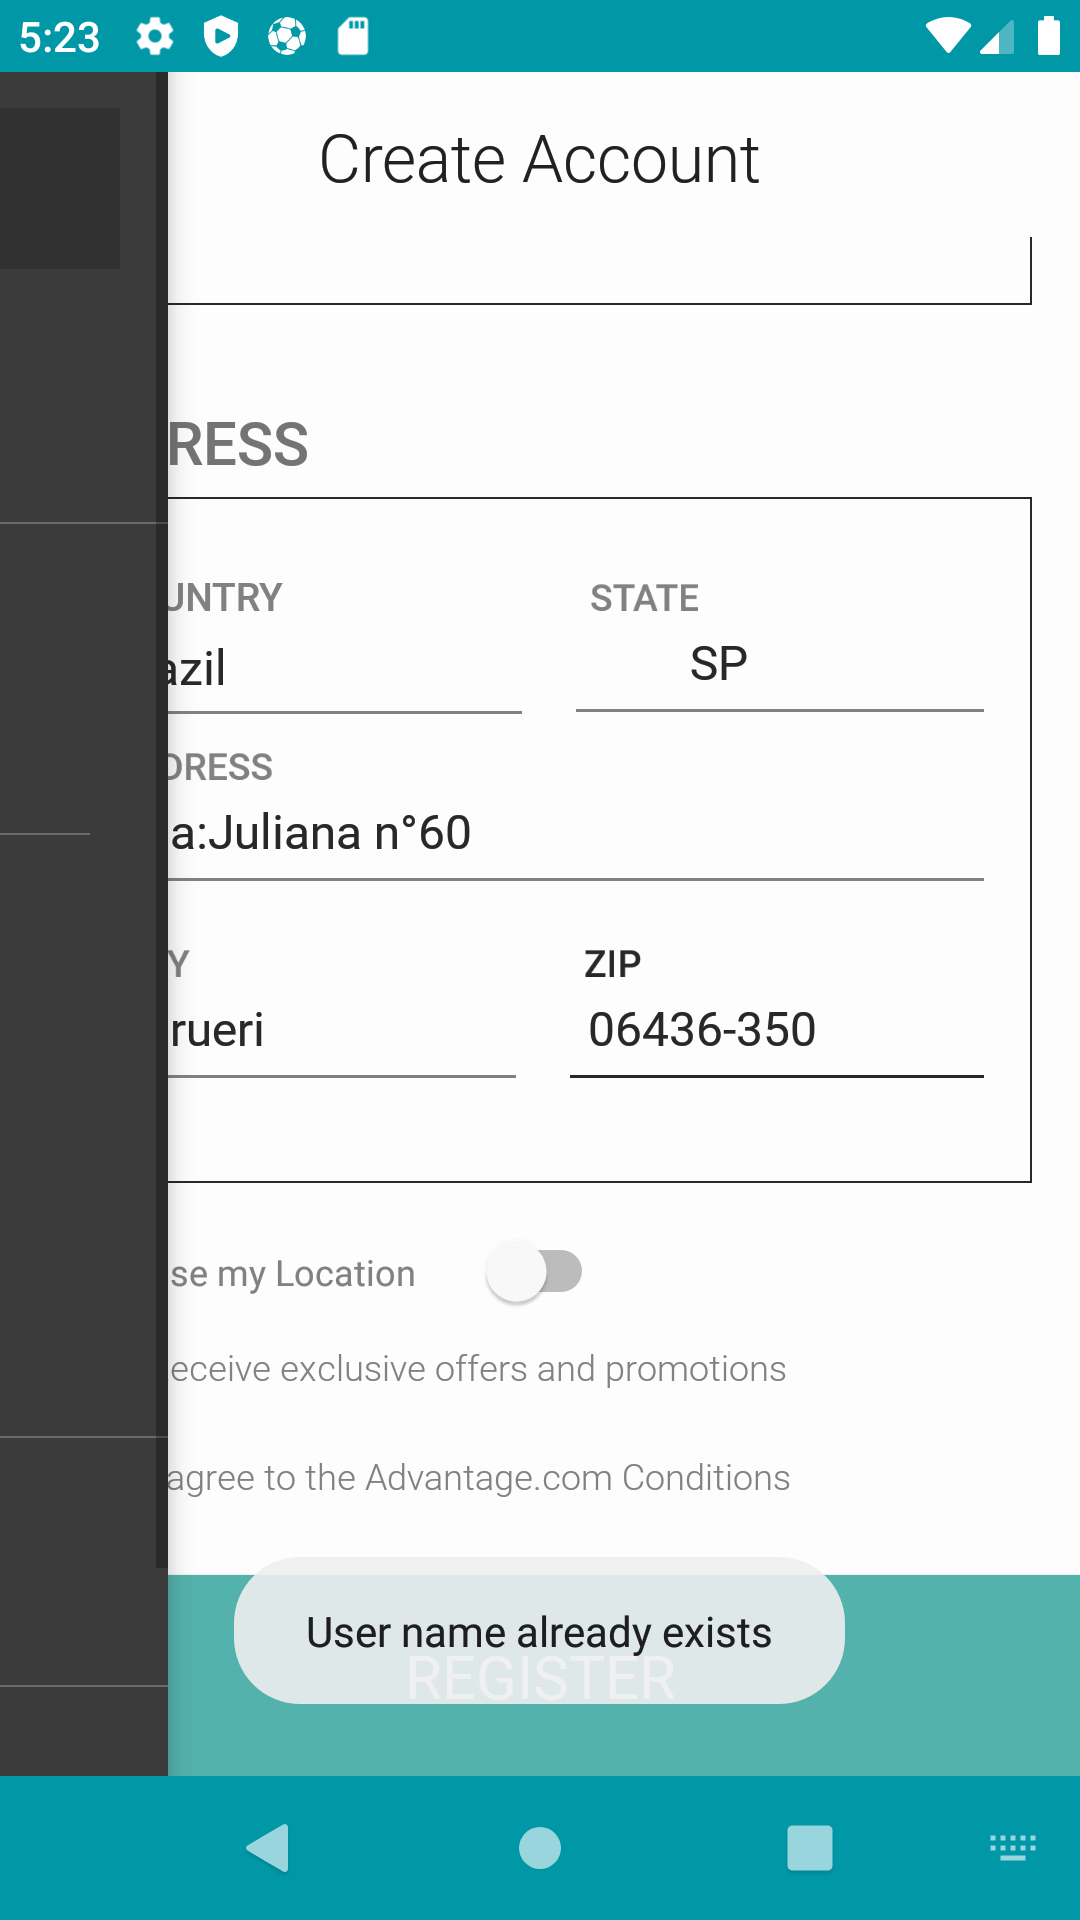 5:23
Create Account
RESS
UNTRY
STATE
azil
SP
DRESS
a:Juliana n°60
Y
ZIP
rueri
06436-350
se my Location
eceive exclusive offers and promotions
agree to the Advantage.com Conditions
User name already exists
REGISTER